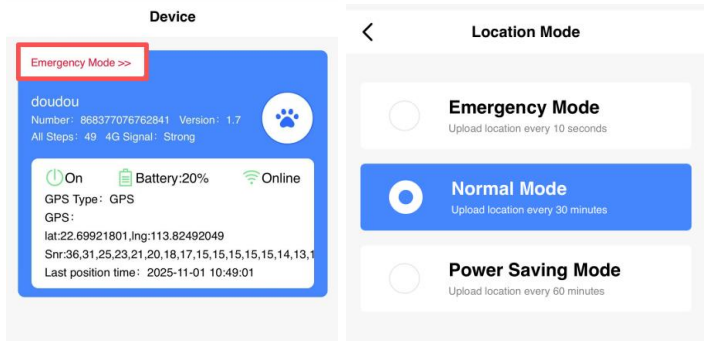 Device
Emergency Mode >>
doudou
Number: 868377076762841 Version: 1.7
All Steps: 49 4G Signal: Strong
On Battery:20% Online
GPS Type: GPS
GPS:
lat:22.69921801,lng:113.82492049
Snr:36,31,25,23,21,20,18,17,15,15,15,15,15,14,13,1
Last position time: 2025-11-01 10:49:01
Location Mode
Emergency Mode
Upload location every 10 seconds
Normal Mode
Upload location every 30 minutes
Power Saving Mode
Upload location every 60 minutes